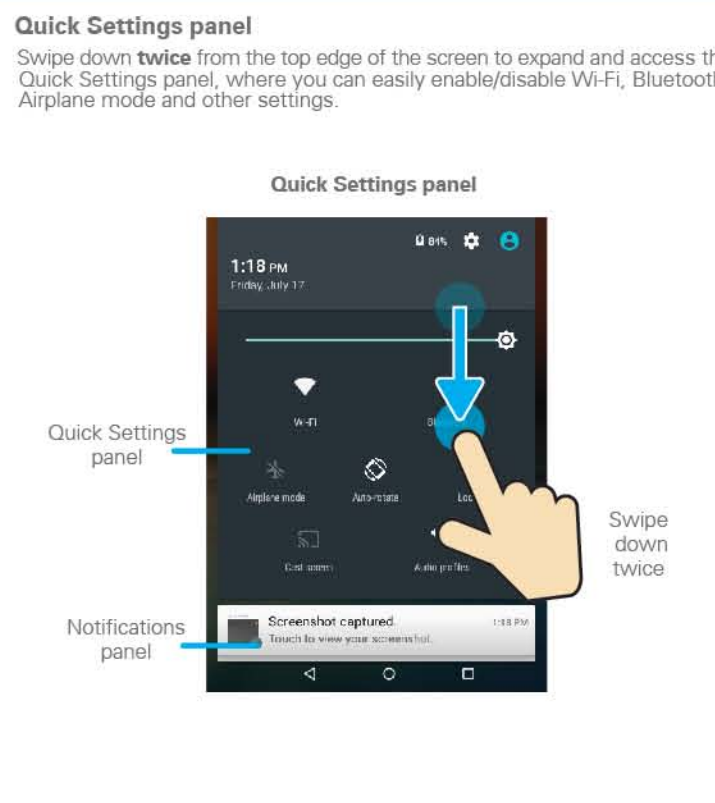 Quick Settings panel
Swipe down twice from the top edge of the screen to expand and access th
Quick Settings panel, where you can easily enable/disable Wi-Fi, Bluetooth
Airplane mode and other settings.
Quick Settings panel
84%
1:18 PM
Friday, July 17
Wi-Fi
Quick Settings
panel
Airplane mode Auto-rotate Loc
Cast screen Audio profiles
Swipe
down
twice
Notifications
panel
Screenshot captured. 1:18 PM
Touch to view your screenshot.